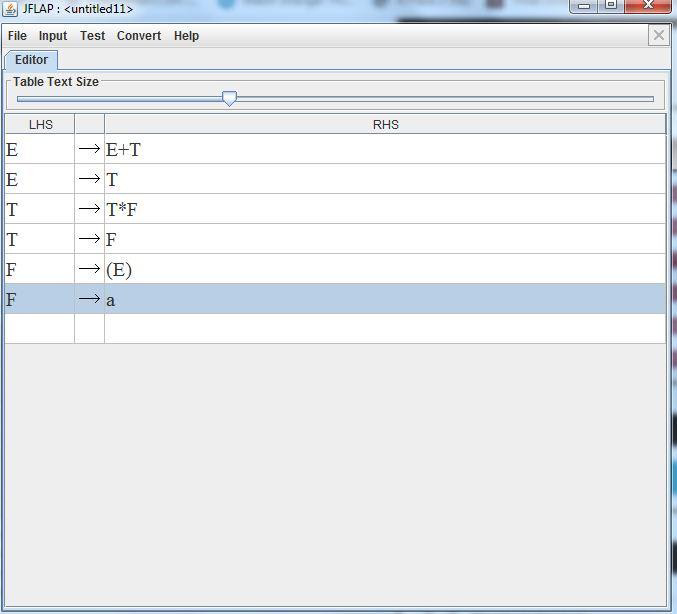 JFLAP : <untitled11>
File Input Test Convert Help
Editor
Table Text Size
LHS RHS
E → E+T
E → T
T → T*F
T → F
F → (E)
F → a